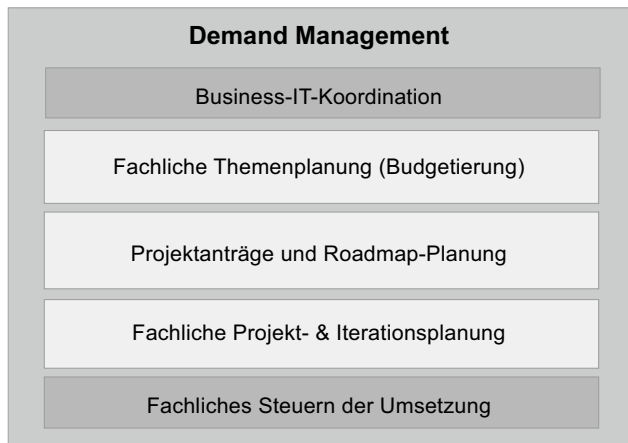 Demand Management
Business-IT-Koordination
Fachliche Themenplanung (Budgetierung)
Projektanträge und Roadmap-Planung
Fachliche Projekt- & Iterationsplanung
Fachliches Steuern der Umsetzung